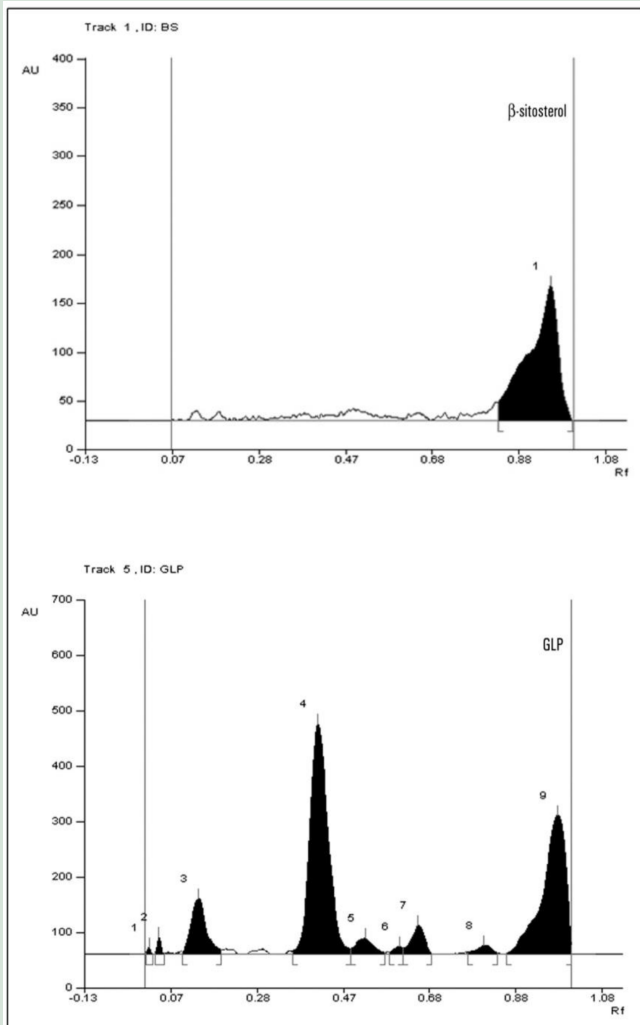 Track 1 , ID: BS
AU
400
350
300
250
200
150
100
50
0
β-sitosterol
1
-0.13 0.07 0.28 0.47 0.68 0.88 1.08
Rf
Track 5 , ID: GLP
AU
700
600
500
400
300
200
100
0
GLP
1 2 3 4 5 6 7 8 9
-0.13 0.07 0.28 0.47 0.68 0.88 1.08
Rf